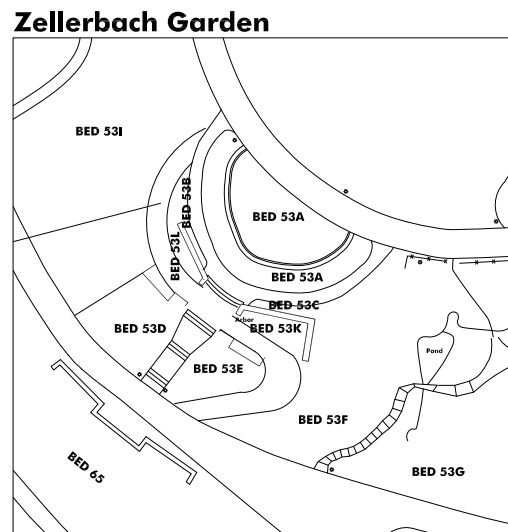 Zellerbach Garden
BED 53I
BED 53B
BED 53A
BED 53L
BED 53A
BED 53C
Arbor
BED 53K
BED 53D
Pond
BED 53E
BED 53F
BED 65
BED 53G